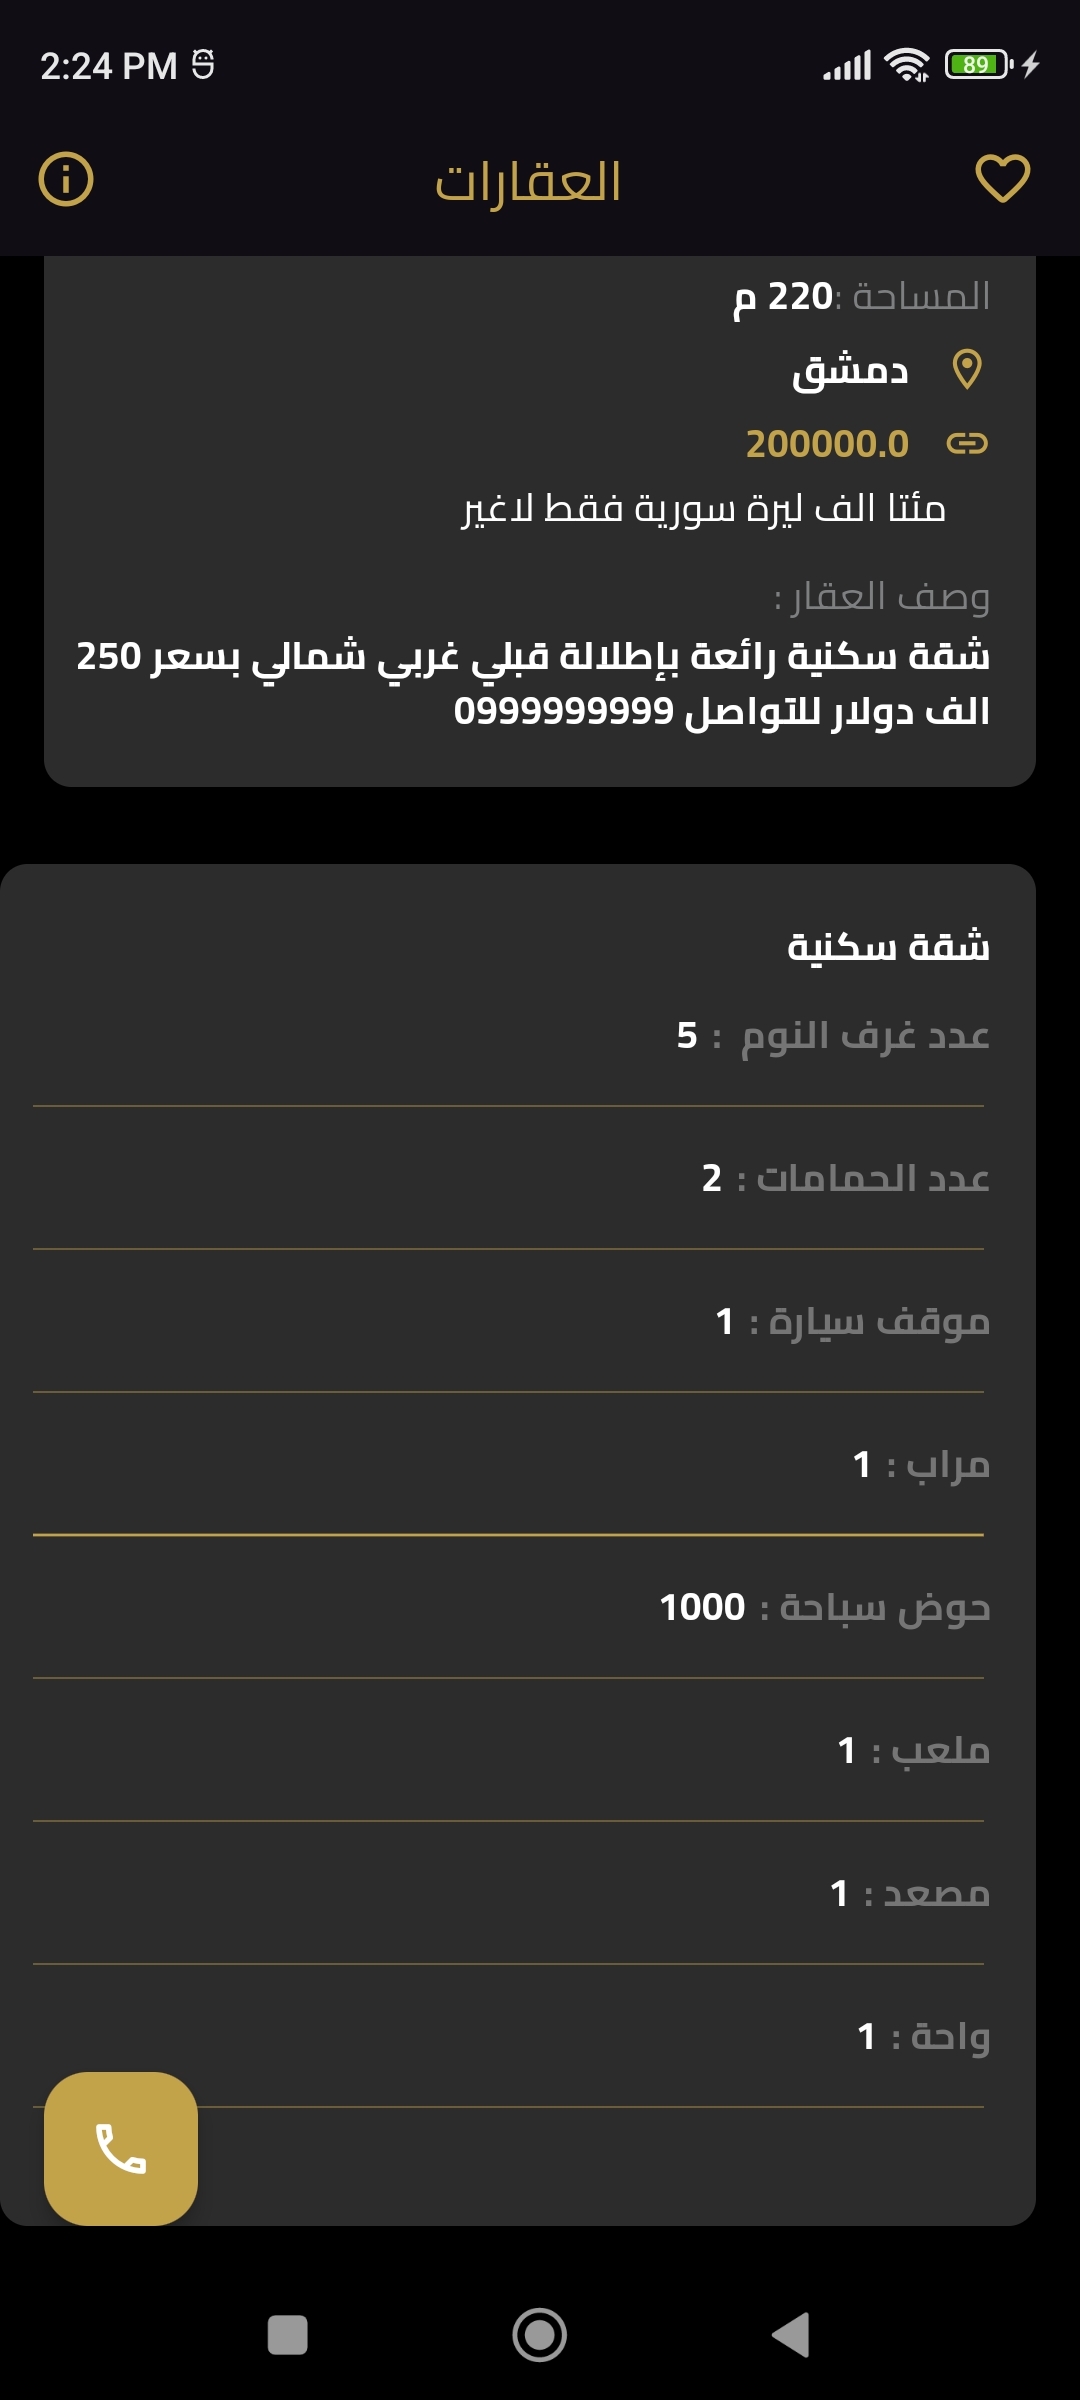 2:24 PM
89
العقارات
المساحة :220 م
دمشق
200000.0
مئتا الف ليرة سورية فقط لاغير
وصف العقار :
شقة سكنية رائعة بإطلالة قبلي غربي شمالي بسعر 250
الف دولار للتواصل 0999999999
شقة سكنية
عدد غرف النوم : 5
عدد الحمامات : 2
موقف سيارة : 1
مراب : 1
حوض سباحة : 1000
ملعب : 1
مصعد : 1
واحة : 1